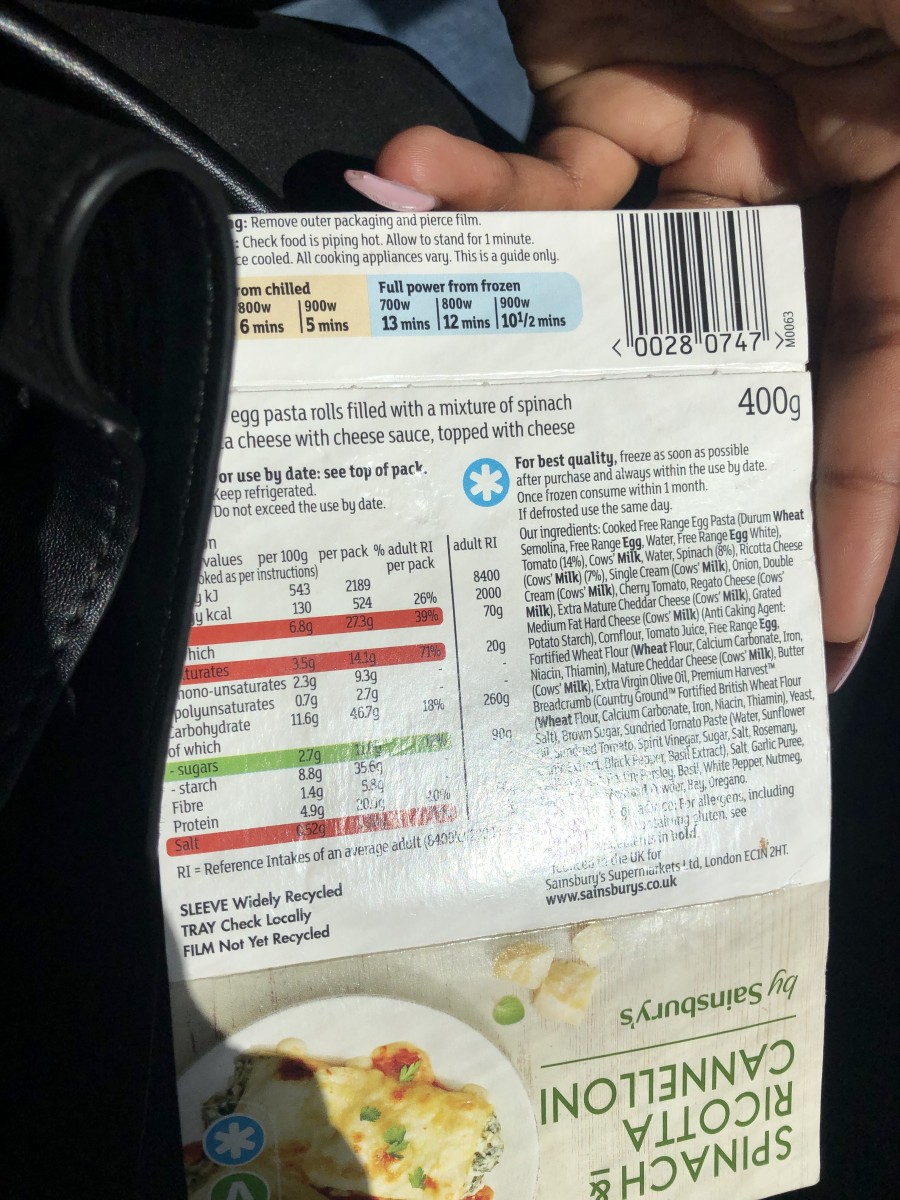 g: Remove outer packaging and pierce film.
: Check food is piping hot. Allow to stand for 1 minute.
ce cooled. All cooking appliances vary. This is a guide only.
om chilled
800w 900w
6 mins 5 mins
Full power from frozen
700w 800w 900w
13 mins 12 mins 10 1/2 mins
<0028 0747>
M0063
egg pasta rolls filled with a mixture of spinach
a cheese with cheese sauce, topped with cheese
400g
or use by date: see top of pack.
Keep refrigerated.
Do not exceed the use by date.
For best quality, freeze as soon as possible
after purchase and always within the use by date.
Once frozen consume within 1 month.
If defrosted use the same day.
n
values per 100g per pack % adult RI adult RI
oked as per instructions) per pack
y kJ 543 2189 8400
y kcal 130 524 26% 2000
6.8g 27.3g 39% 70g
hich
turates 3.5g 14.1g 71% 20g
mono-unsaturates 2.3g 9.3g - -
polyunsaturates 0.7g 2.7g - -
Carbohydrate 11.6g 46.7g 18% 260g
of which
- sugars 2.7g 90g
- starch 8.8g 35.6g
Fibre 1.4g 5.8g
Protein 4.9g 40%
Salt 0.52g
RI = Reference Intakes of an average adult
Our ingredients: Cooked Free Range Egg Pasta (Durum Wheat
Semolina, Free Range Egg, Water, Free Range Egg White),
Tomato (14%), Cows' Milk, Water, Spinach (8%), Ricotta Cheese
(Cows' Milk) (7%), Single Cream (Cows' Milk), Onion, Double
Cream (Cows' Milk), Cherry Tomato, Regato Cheese (Cows'
Milk), Extra Mature Cheddar Cheese (Cows' Milk), Grated
Medium Fat Hard Cheese (Cows' Milk) (Anti Caking Agent:
Potato Starch), Cornflour, Tomato Juice, Free Range Egg,
Fortified Wheat Flour (Wheat Flour, Calcium Carbonate, Iron,
Niacin, Thiamin), Mature Cheddar Cheese (Cows' Milk), Butter
(Cows' Milk), Extra Virgin Olive Oil, Premium Harvest™
Breadcrumb (Country Ground™ Fortified British Wheat Flour
(Wheat Flour, Calcium Carbonate, Iron, Niacin, Thiamin), Yeast,
Salt), Brown Sugar, Sundried Tomato Paste (Water, Sunflower
Oil, Sundried Tomato, Spirit Vinegar, Sugar, Salt, Rosemary,
Black Pepper, Basil Extract), Salt, Garlic Puree,
Parsley, Basil, White Pepper, Nutmeg,
Bay, Oregano.
For allergens, including
gluten, see
in bold.
the UK for
Sainsbury's Supermarkets Ltd, London EC1N 2HT.
www.sainsburys.co.uk
SLEEVE Widely Recycled
TRAY Check Locally
FILM Not Yet Recycled
by Sainsbury's
SPINACH &
RICOTTA
CANNELLONI